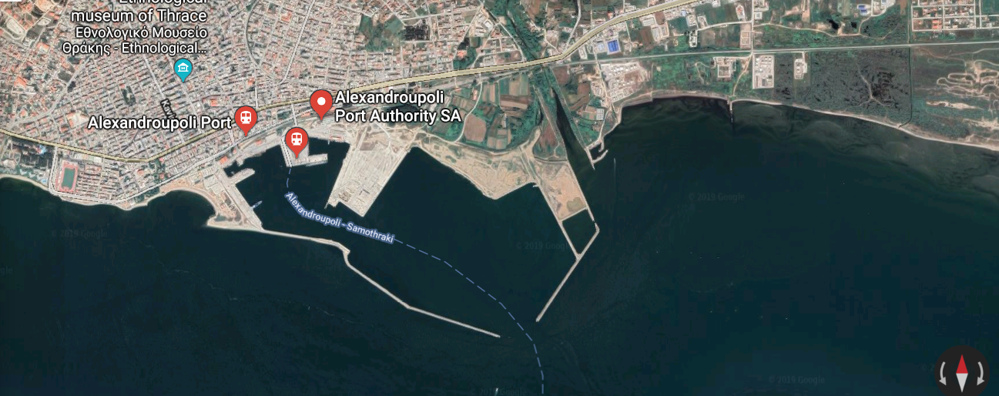 museum of Thrace
Εθνολογικό Μουσείο
Θράκης - Ethnological...
Alexandroupoli Port
Alexandroupoli
Port Authority SA
Alexandroupoli - Samothraki
© 2019 Google
© 2019 Google
© 2019 Google
© 2019 Google